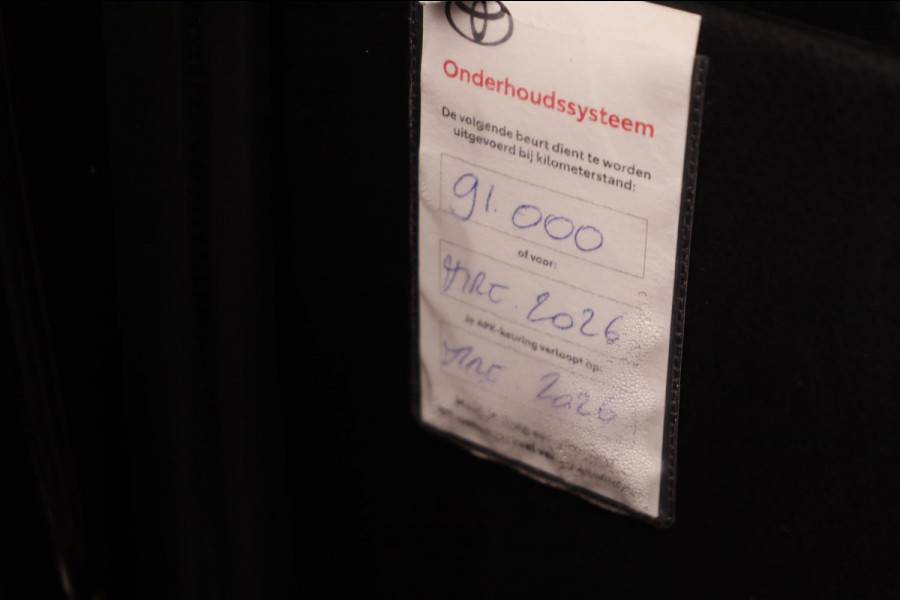 Onderhoudssysteem
De volgende beurt dient te worden
uitgevoerd bij kilometerstand:
91.000
of voor:
MRT. 2026
Je APK-keuring verloopt op:
MRT 2026